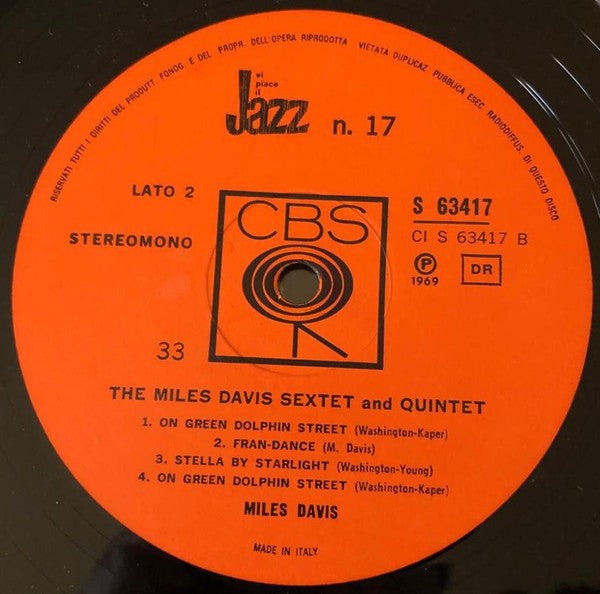 RISERVATI TUTTI I DIRITTI DEL PRODUTT. FONOG. E DEL PROPR. DELL'OPERA RIPRODOTTA VIETATA DUPLICAZ. PUBBLICA ESEC. RADIODIFFUS. DI QUESTO DISCO
vi
piace
il
Jazz n. 17
LATO 2
S 63417
CI S 63417 B
STEREOMONO
CBS
P DR
1969
33
THE MILES DAVIS SEXTET and QUINTET
1. ON GREEN DOLPHIN STREET (Washington-Kaper)
2. FRAN-DANCE (M. Davis)
3. STELLA BY STARLIGHT (Washington-Young)
4. ON GREEN DOLPHIN STREET (Washington-Kaper)
MILES DAVIS
MADE IN ITALY